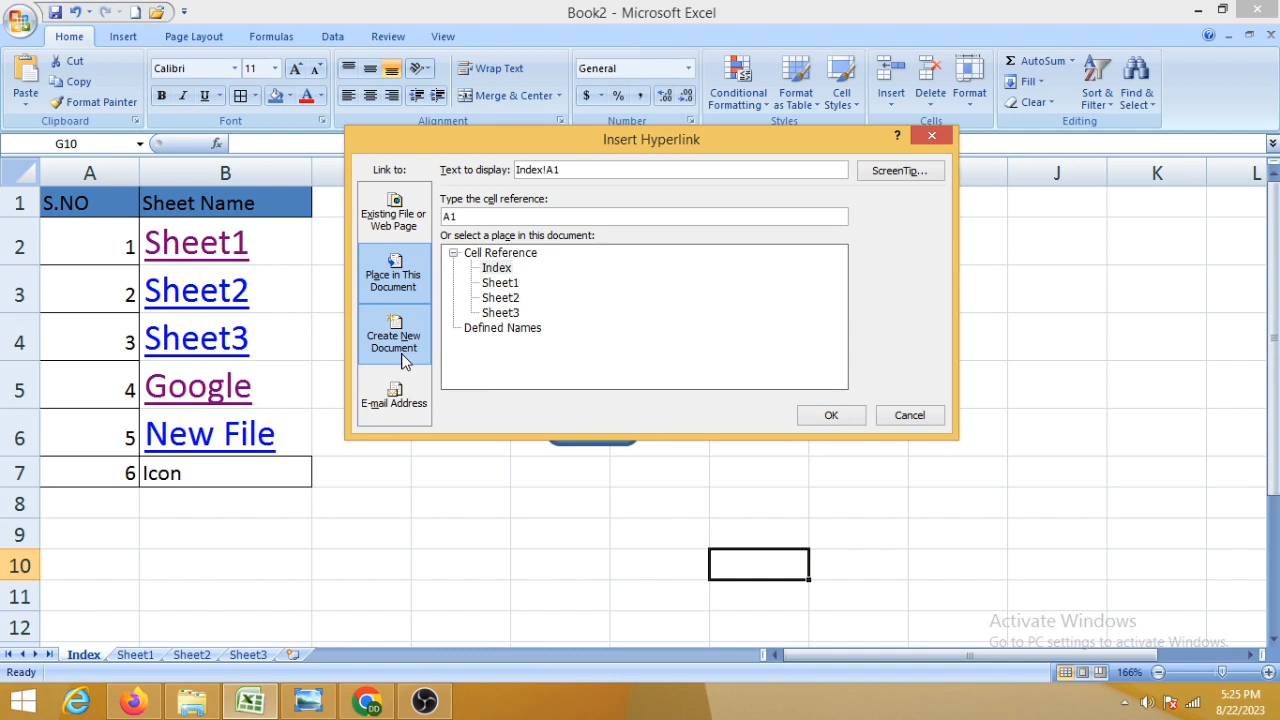 Book2 - Microsoft Excel
Home Insert Page Layout Formulas Data Review View
Paste Cut Copy Format Painter
Clipboard
Calibri 11
B I U
Font
Wrap Text
Merge & Center
Alignment
General
$ % ,
Number
Conditional Formatting
Format as Table
Cell Styles
Styles
Insert Delete Format
Cells
Σ AutoSum
Fill
Clear
Sort & Filter
Find & Select
Editing
G10 fx
Insert Hyperlink
?
Link to:
Text to display: Index!A1
ScreenTip...
Existing File or Web Page
Type the cell reference:
A1
Or select a place in this document:
Place in This Document
Cell Reference
Index
Sheet1
Sheet2
Sheet3
Defined Names
Create New Document
E-mail Address
OK Cancel
A B J K L
1 S.NO Sheet Name
2 1 Sheet1
3 2 Sheet2
4 3 Sheet3
5 4 Google
6 5 New File
7 6 Icon
8
9
10
11
12
Activate Windows
Go to PC settings to activate Windows.
Index Sheet1 Sheet2 Sheet3
Ready 166%
DD
5:25 PM
8/22/2023